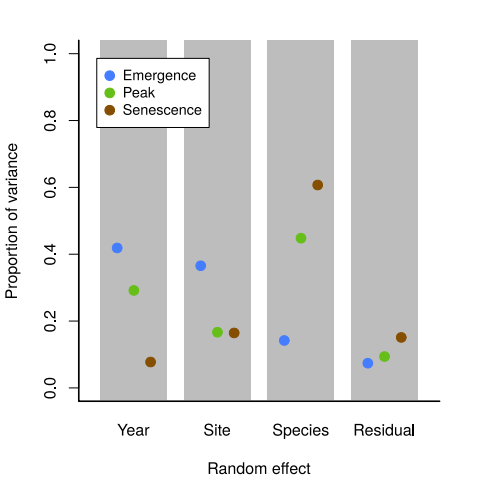 Emergence
Peak
Senescence
Proportion of variance
1.0
0.8
0.6
0.4
0.2
0.0
Year Site Species Residual
Random effect